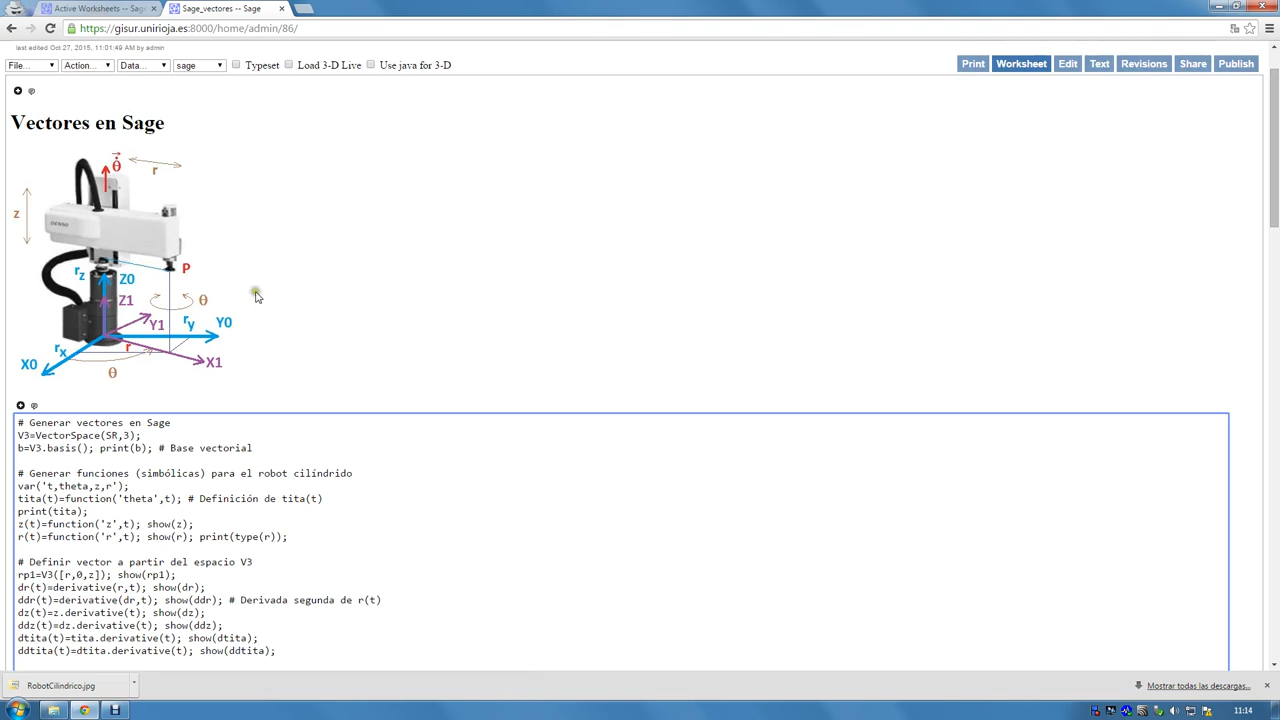 Active Worksheets -- Sage
Sage_vectores -- Sage
https://gisur.unirioja.es:8000/home/admin/86/
last edited Oct 27, 2015, 11:01:49 AM by admin
File... Action... Data... sage Typeset Load 3-D Live Use java for 3-D Print Worksheet Edit Text Revisions Share Publish
Vectores en Sage
θ
r
z
DENSO
P
rz Z0
Z1
θ
Y1 ry Y0
rx r
X0 X1
θ
# Generar vectores en Sage
V3=VectorSpace(SR,3);
b=V3.basis(); print(b); # Base vectorial
# Generar funciones (simbólicas) para el robot cilíndrido
var('t,theta,z,r');
tita(t)=function('theta',t); # Definición de tita(t)
print(tita);
z(t)=function('z',t); show(z);
r(t)=function('r',t); show(r); print(type(r));
# Definir vector a partir del espacio V3
rp1=V3([r,0,z]); show(rp1);
dr(t)=derivative(r,t); show(dr);
ddr(t)=derivative(dr,t); show(ddr); # Derivada segunda de r(t)
dz(t)=z.derivative(t); show(dz);
ddz(t)=dz.derivative(t); show(ddz);
dtita(t)=tita.derivative(t); show(dtita);
ddtita(t)=dtita.derivative(t); show(ddtita);
RobotCilindrico.jpg
Mostrar todas las descargas...
11:14